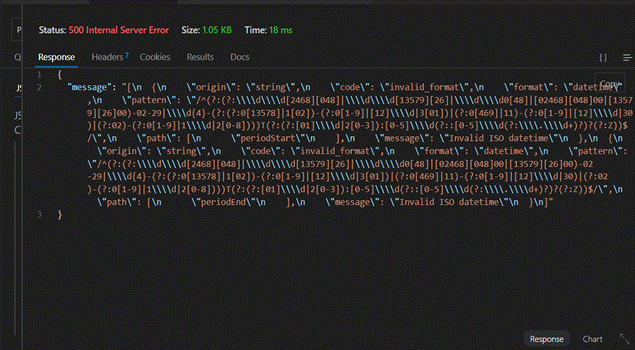 Status: 500 Internal Server Error Size: 1.05 KB Time: 18 ms
Response Headers 7 Cookies Results Docs
{ }
Copy
1 {
2 "message": "[\n  {\n    \"origin\": \"string\",\n    \"code\": \"invalid_format\",\n    \"format\": \"datetime\"
,\n    \"pattern\": \"/^(?:(?:\\\\d\\\\d[2468][048]|\\\\d\\\\d[13579][26]|\\\\d\\\\d0[48]|[02468][048]00|[1357
9][26]00)-02-29|\\\\d{4}-(?:(?:0[13578]|1[02])-(?:0[1-9]|[12]\\\\d|3[01])|(?:0[469]|11)-(?:0[1-9]|[12]\\\\d|30
)|(?:02)-(?:0[1-9]|1\\\\d|2[0-8])))T(?:(?:[01]\\\\d|2[0-3]):[0-5]\\\\d(?::[0-5]\\\\d(?:\\\\.\\\\d+)?)?(?:Z))$
/\",\n    \"path\": [\n      \"periodStart\"\n    ],\n    \"message\": \"Invalid ISO datetime\"\n  },\n  {\n
\"origin\": \"string\",\n    \"code\": \"invalid_format\",\n    \"format\": \"datetime\",\n    \"pattern\":
\"/^(?:(?:\\\\d\\\\d[2468][048]|\\\\d\\\\d[13579][26]|\\\\d\\\\d0[48]|[02468][048]00|[13579][26]00)-02
-29|\\\\d{4}-(?:(?:0[13578]|1[02])-(?:0[1-9]|[12]\\\\d|3[01])|(?:0[469]|11)-(?:0[1-9]|[12]\\\\d|30)|(?:02
)-(?:0[1-9]|1\\\\d|2[0-8])))T(?:(?:[01]\\\\d|2[0-3]):[0-5]\\\\d(?::[0-5]\\\\d(?:\\\\.\\\\d+)?)?(?:Z))$/\",
\n    \"path\": [\n      \"periodEnd\"\n    ],\n    \"message\": \"Invalid ISO datetime\"\n  }\n]"
3 }
Response Chart